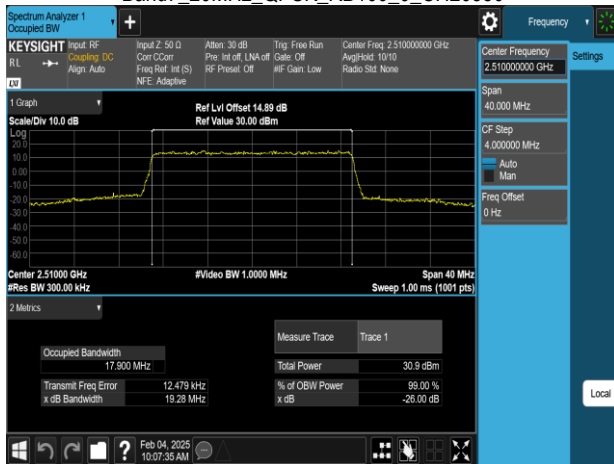 Spectrum Analyzer 1
Occupied BW
+
Frequency
KEYSIGHT
RL
Input: RF
Coupling: DC
Align: Auto
Input Z: 50 Ω
Corr CCorr
Freq Ref: Int (S)
NFE: Adaptive
Atten: 30 dB
Pre: Int off, LNA off
RF Preset: Off
Trig: Free Run
Gate: Off
#IF Gain: Low
Center Freq: 2.510000000 GHz
Avg|Hold: 10/10
Radio Std: None
LXI
Center Frequency
2.510000000 GHz
Settings
Span
40.000 MHz
CF Step
4.000000 MHz
Auto
Man
Freq Offset
0 Hz
Local
1 Graph
Scale/Div 10.0 dB
Ref Lvl Offset 14.89 dB
Ref Value 30.00 dBm
Log
20.0
10.0
0.00
-10.0
-20.0
-30.0
-40.0
-50.0
-60.0
Center 2.51000 GHz
#Res BW 300.00 kHz
#Video BW 1.0000 MHz
Span 40 MHz
Sweep 1.00 ms (1001 pts)
2 Metrics
Measure Trace Trace 1
Occupied Bandwidth
17.900 MHz
Total Power 30.9 dBm
Transmit Freq Error 12.479 kHz
% of OBW Power 99.00 %
x dB Bandwidth 19.28 MHz
x dB -26.00 dB
?
Feb 04, 2025
10:07:35 AM